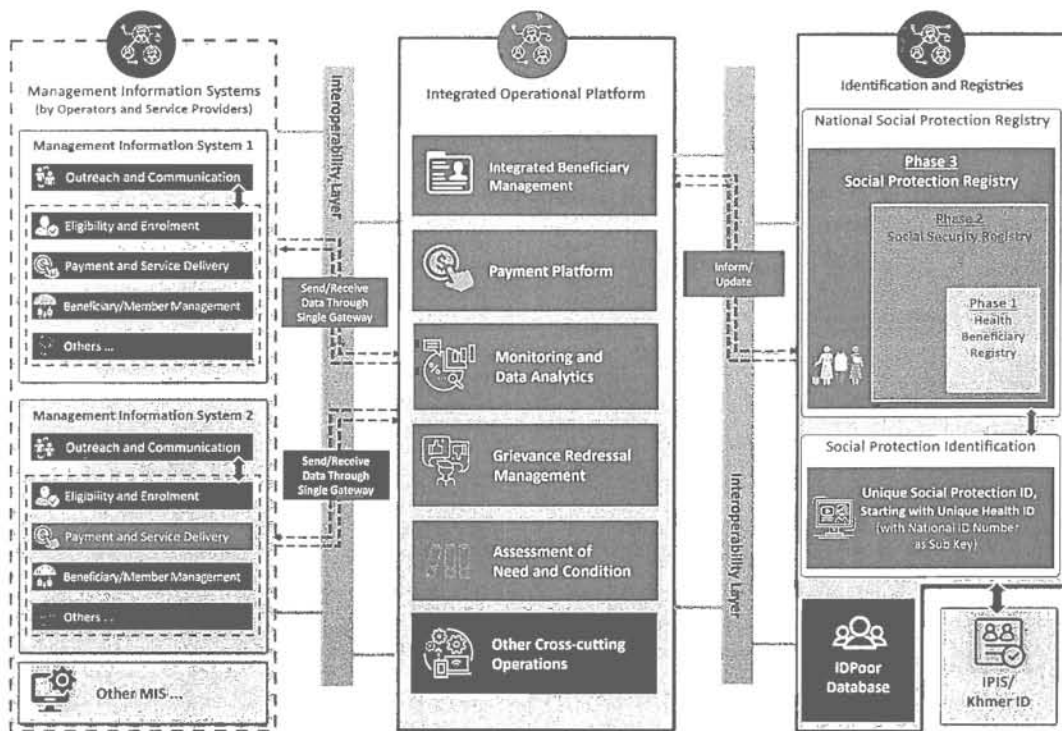 Management Information Systems
(by Operators and Service Providers)
Management Information System 1
Outreach and Communication
Eligibility and Enrolment
Payment and Service Delivery
Beneficiary/Member Management
Others ...
Management Information System 2
Outreach and Communication
Eligibility and Enrolment
Payment and Service Delivery
Beneficiary/Member Management
Others ...
Other MIS ...
Interoperability Layer
Send/Receive
Data Through
Single Gateway
Send/Receive
Data Through
Single Gateway
Integrated Operational Platform
Integrated Beneficiary
Management
Payment Platform
Monitoring and
Data Analytics
Grievance Redressal
Management
Assessment of
Need and Condition
Other Cross-cutting
Operations
Inform/
Update
Interoperability Layer
Identification and Registries
National Social Protection Registry
Phase 3
Social Protection Registry
Phase 2
Social Security Registry
Phase 1
Health
Beneficiary
Registry
Social Protection Identification
Unique Social Protection ID,
Starting with Unique Health ID
(with National ID Number
as Sub Key)
IDPoor
Database
IPIS/
Khmer ID